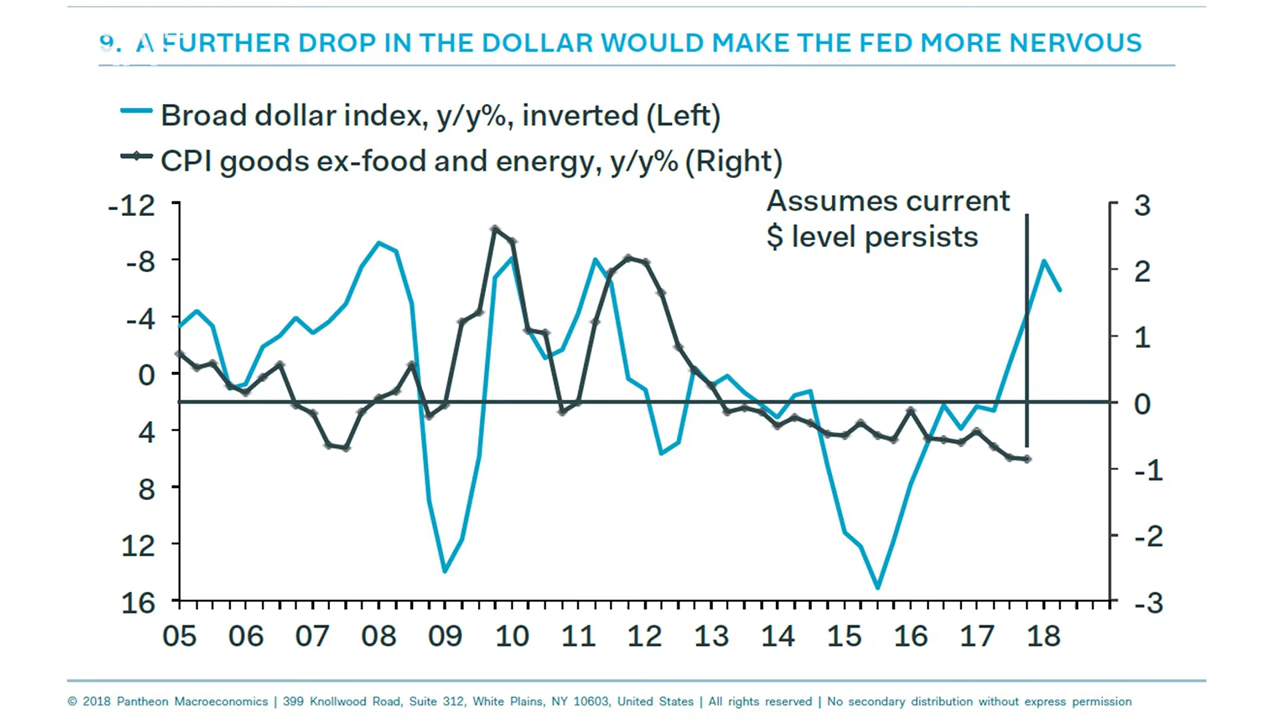 9. A FURTHER DROP IN THE DOLLAR WOULD MAKE THE FED MORE NERVOUS
Broad dollar index, y/y%, inverted (Left)
CPI goods ex-food and energy, y/y% (Right)
Assumes current
$ level persists
-12
-8
-4
0
4
8
12
16
3
2
1
0
-1
-2
-3
05 06 07 08 09 10 11 12 13 14 15 16 17 18
© 2018 Pantheon Macroeconomics | 399 Knollwood Road, Suite 312, White Plains, NY 10603, United States | All rights reserved | No secondary distribution without express permission